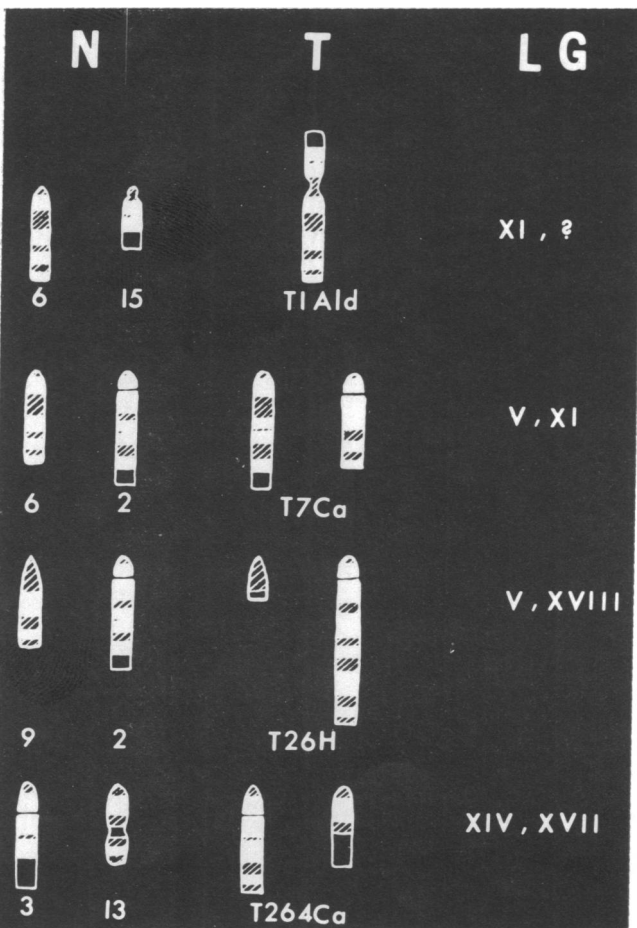 N T LG
XI, ?
6 15 T1Ald
V, XI
6 2 T7Ca
V, XVIII
9 2 T26H
XIV, XVII
3 13 T264Ca